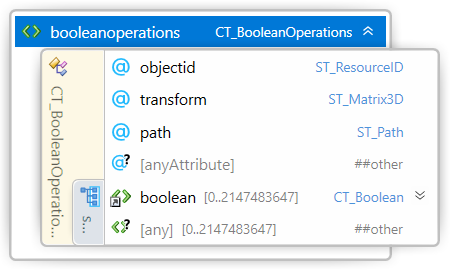 booleanoperations CT_BooleanOperations
CT_BooleanOperatio...
S...
@ objectid ST_ResourceID
@ transform ST_Matrix3D
@ path ST_Path
@? [anyAttribute] ##other
boolean [0..2147483647] CT_Boolean
[any] [0..2147483647] ##other